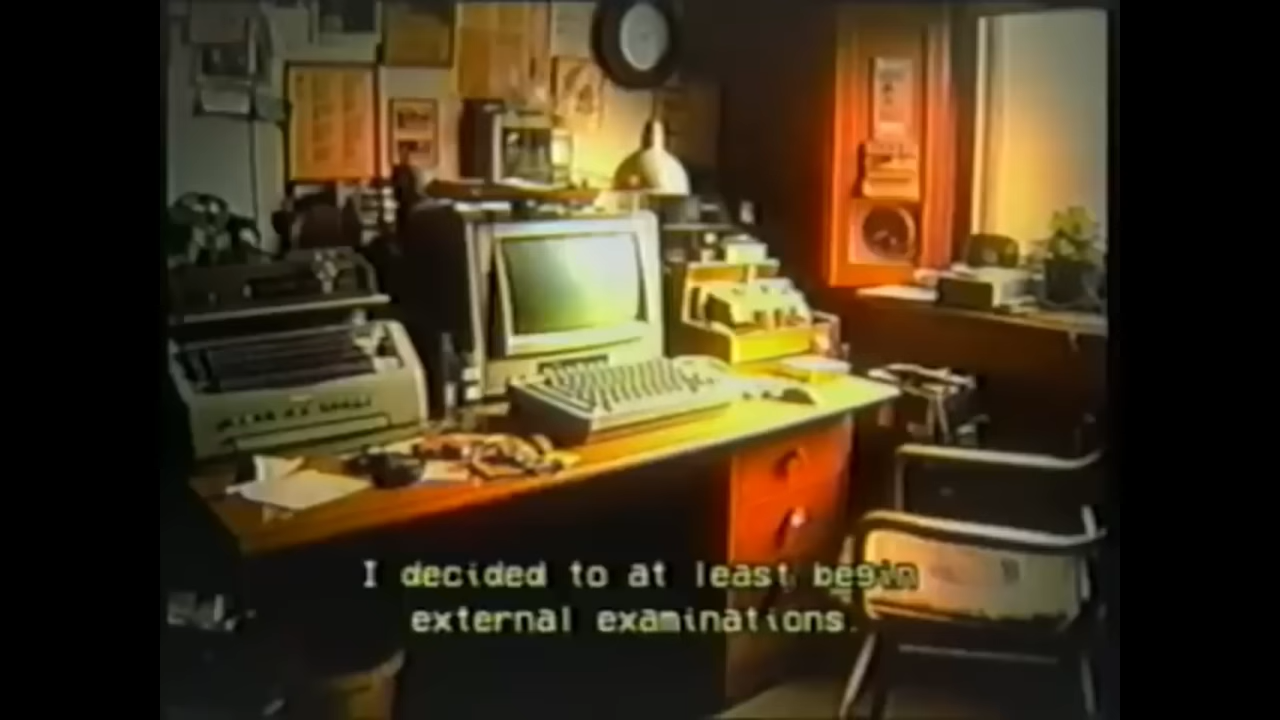 I decided to at least begin
external examinations.